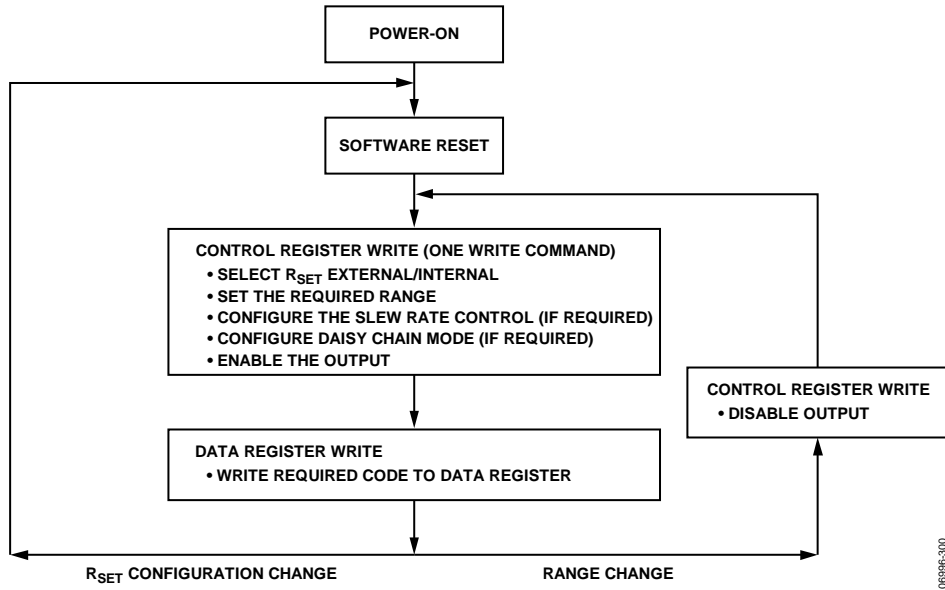 POWER-ON
SOFTWARE RESET
CONTROL REGISTER WRITE (ONE WRITE COMMAND)
• SELECT RSET EXTERNAL/INTERNAL
• SET THE REQUIRED RANGE
• CONFIGURE THE SLEW RATE CONTROL (IF REQUIRED)
• CONFIGURE DAISY CHAIN MODE (IF REQUIRED)
• ENABLE THE OUTPUT
CONTROL REGISTER WRITE
• DISABLE OUTPUT
DATA REGISTER WRITE
• WRITE REQUIRED CODE TO DATA REGISTER
RSET CONFIGURATION CHANGE
RANGE CHANGE
06996-300